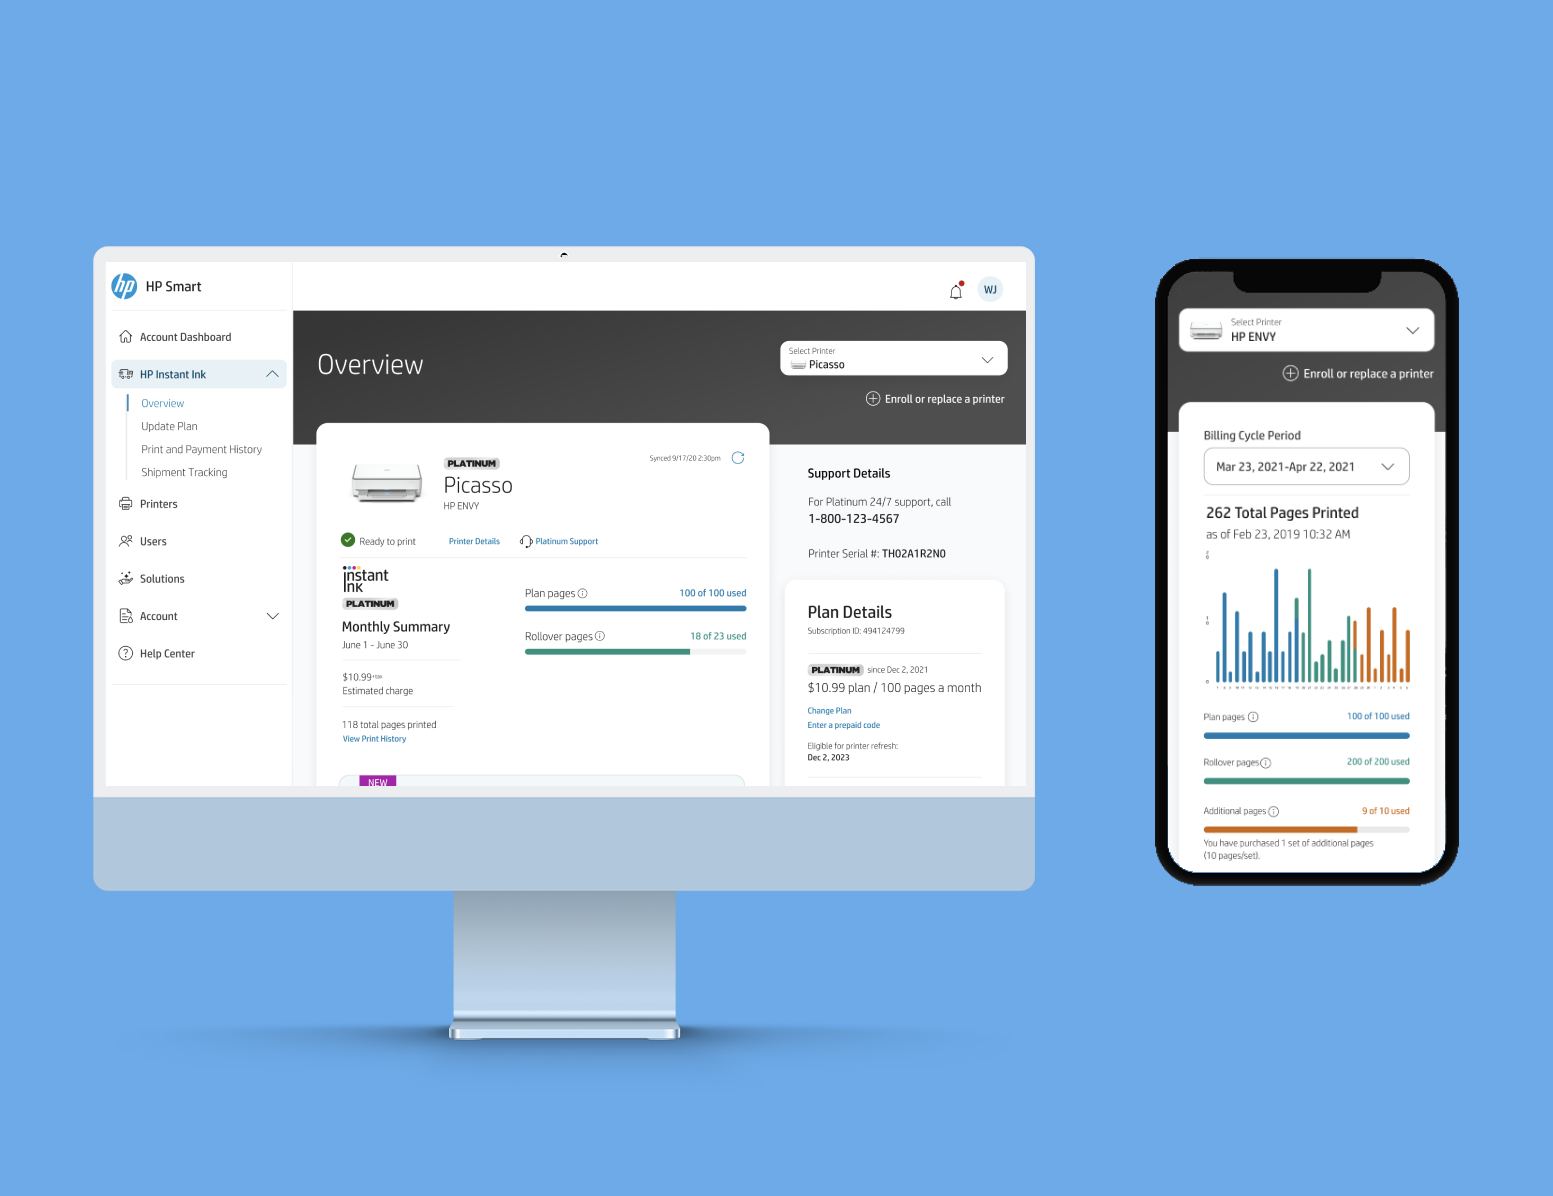 hp HP Smart
WJ
Account Dashboard
HP Instant Ink
Overview
Update Plan
Print and Payment History
Shipment Tracking
Printers
Users
Solutions
Account
Help Center
Overview
Select Printer
Picasso
Enroll or replace a printer
Synced 9/17/20 2:30pm
PLATINUM
Picasso
HP ENVY
Ready to print
Printer Details
Platinum Support
instant
ink
PLATINUM
Monthly Summary
June 1 - June 30
$10.99+tax
Estimated charge
118 total pages printed
View Print History
Plan pages
100 of 100 used
Rollover pages
18 of 23 used
NEW
Support Details
For Platinum 24/7 support, call
1-800-123-4567
Printer Serial #: TH02A1R2N0
Plan Details
Subscription ID: 494124799
PLATINUM since Dec 2, 2021
$10.99 plan / 100 pages a month
Change Plan
Enter a prepaid code
Eligible for printer refresh:
Dec 2, 2023
Select Printer
HP ENVY
Enroll or replace a printer
Billing Cycle Period
Mar 23, 2021-Apr 22, 2021
262 Total Pages Printed
as of Feb 23, 2019 10:32 AM
Plan pages
100 of 100 used
Rollover pages
200 of 200 used
Additional pages
9 of 10 used
You have purchased 1 set of additional pages
(10 pages/set).